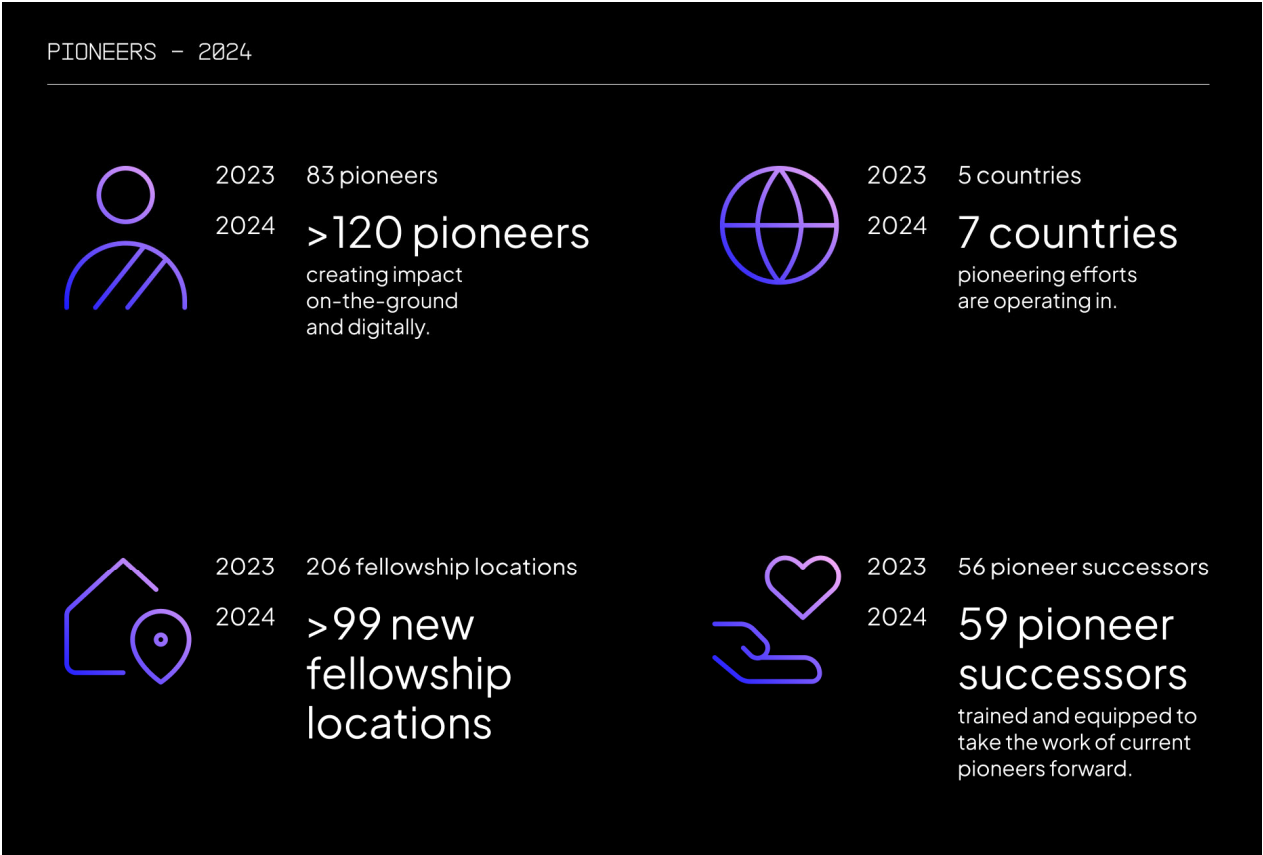 PIONEERS - 2024
2023 83 pioneers
2024 >120 pioneers
creating impact
on-the-ground
and digitally.
2023 5 countries
2024 7 countries
pioneering efforts
are operating in.
2023 206 fellowship locations
2024 >99 new
fellowship
locations
2023 56 pioneer successors
2024 59 pioneer
successors
trained and equipped to
take the work of current
pioneers forward.